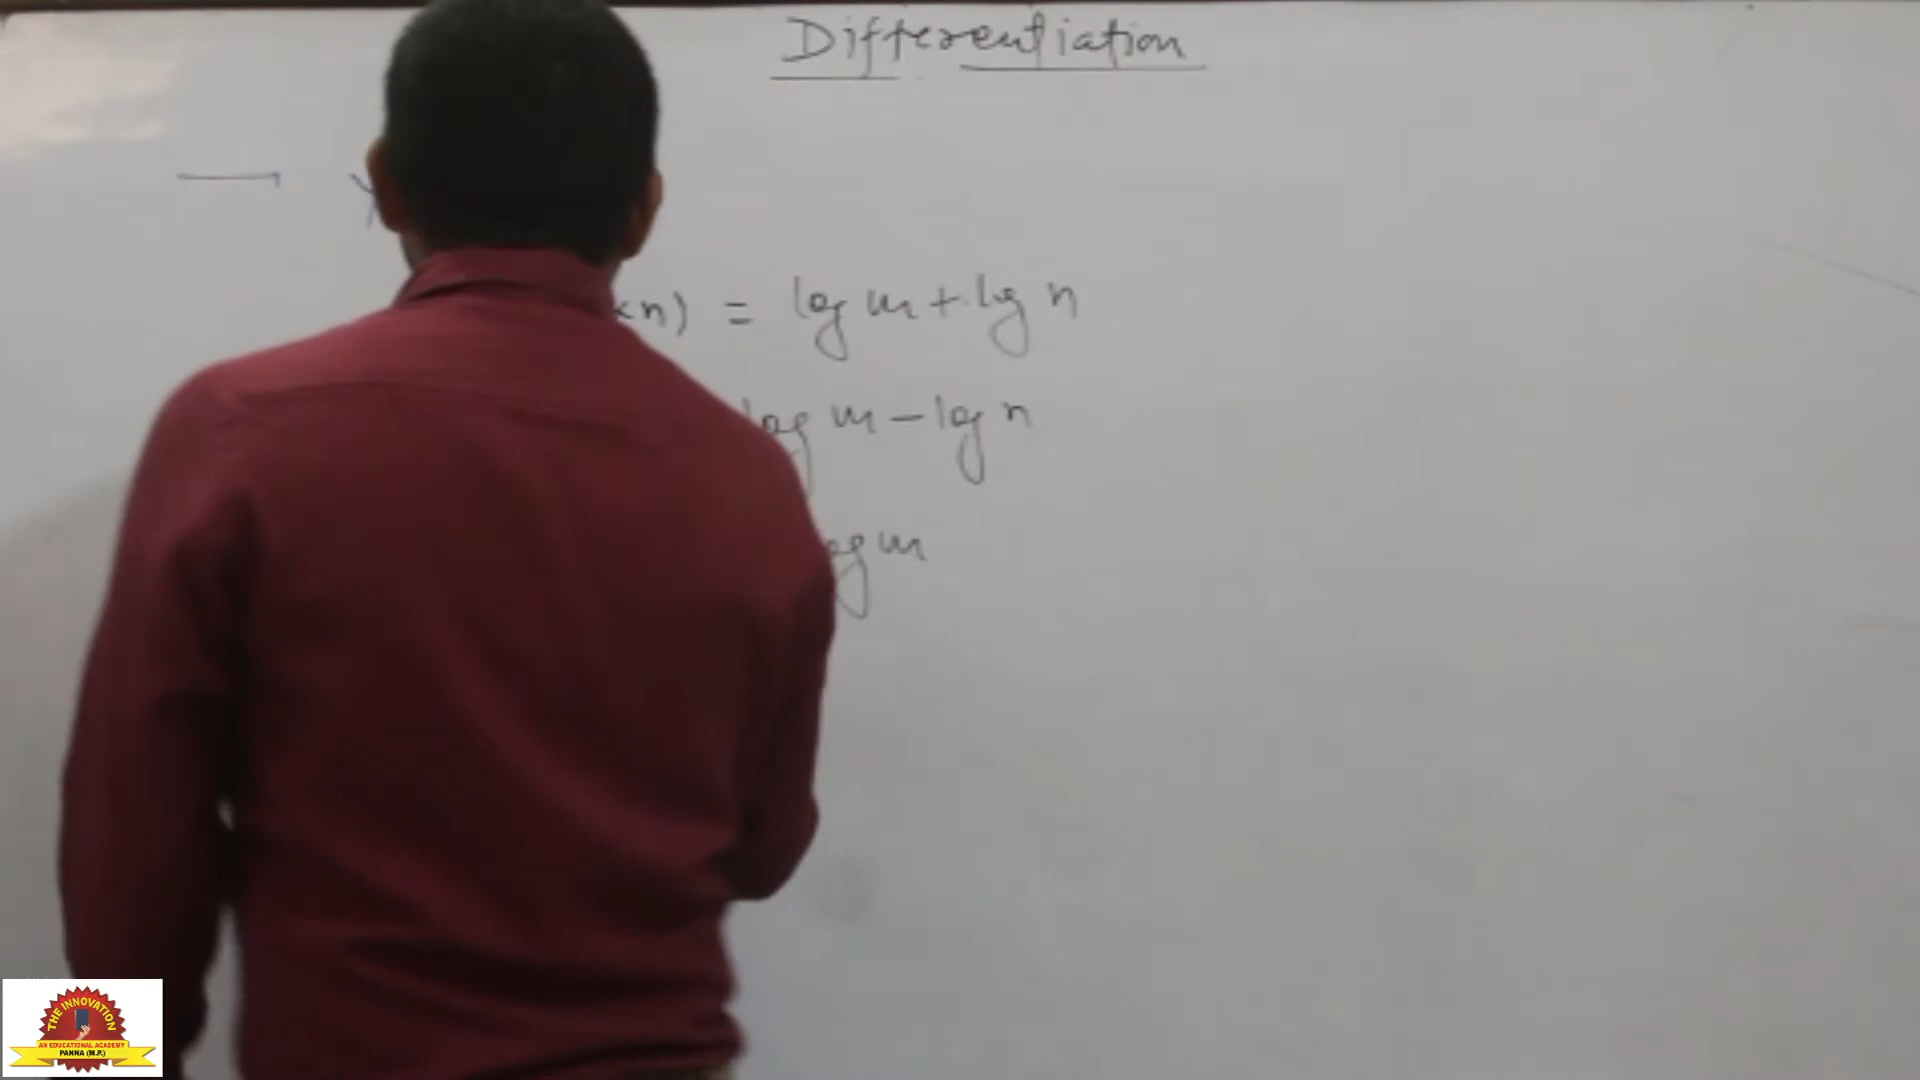 Differentiation
×n) = log m + log n
log m - log n
log m
THE INNOVATION
AN EDUCATIONAL ACADEMY
PANNA (M.P.)